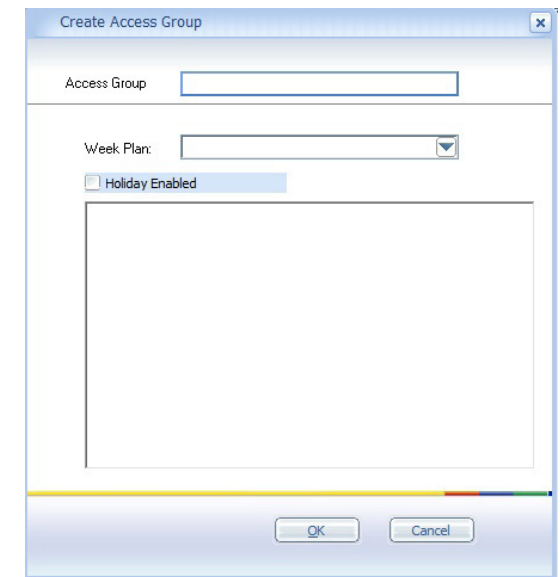 Create Access Group
Access Group
Week Plan:
Holiday Enabled
OK
Cancel